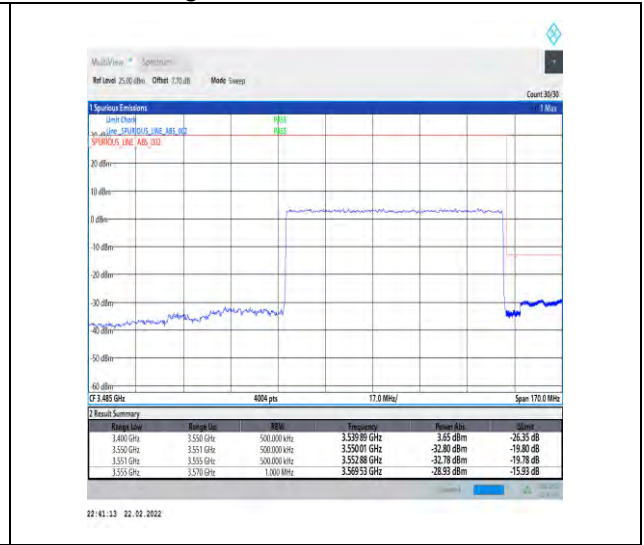 MultiView Spectrum
Ref Level 25.00 dBm Offset 7.70 dB Mode Sweep
Count 30/30
1 Spurious Emissions 1 Max
Limit Check PASS
Line _SPURIOUS_LINE_ABS_002 PASS
SPURIOUS_LINE_ABS_002
20 dBm
10 dBm
0 dBm
-10 dBm
-20 dBm
-30 dBm
-40 dBm
-50 dBm
-60 dBm
CF 3.485 GHz 4004 pts 17.0 MHz/ Span 170.0 MHz
2 Result Summary
Range Low Range Up RBW Frequency Power Abs ΔLimit
3.400 GHz 3.550 GHz 500.000 kHz 3.539 89 GHz 3.65 dBm -26.35 dB
3.550 GHz 3.551 GHz 500.000 kHz 3.550 01 GHz -32.80 dBm -19.80 dB
3.551 GHz 3.555 GHz 500.000 kHz 3.552 88 GHz -32.78 dBm -19.78 dB
3.555 GHz 3.570 GHz 1.000 MHz 3.569 53 GHz -28.93 dBm -15.93 dB
22:41:13 22.02.2022